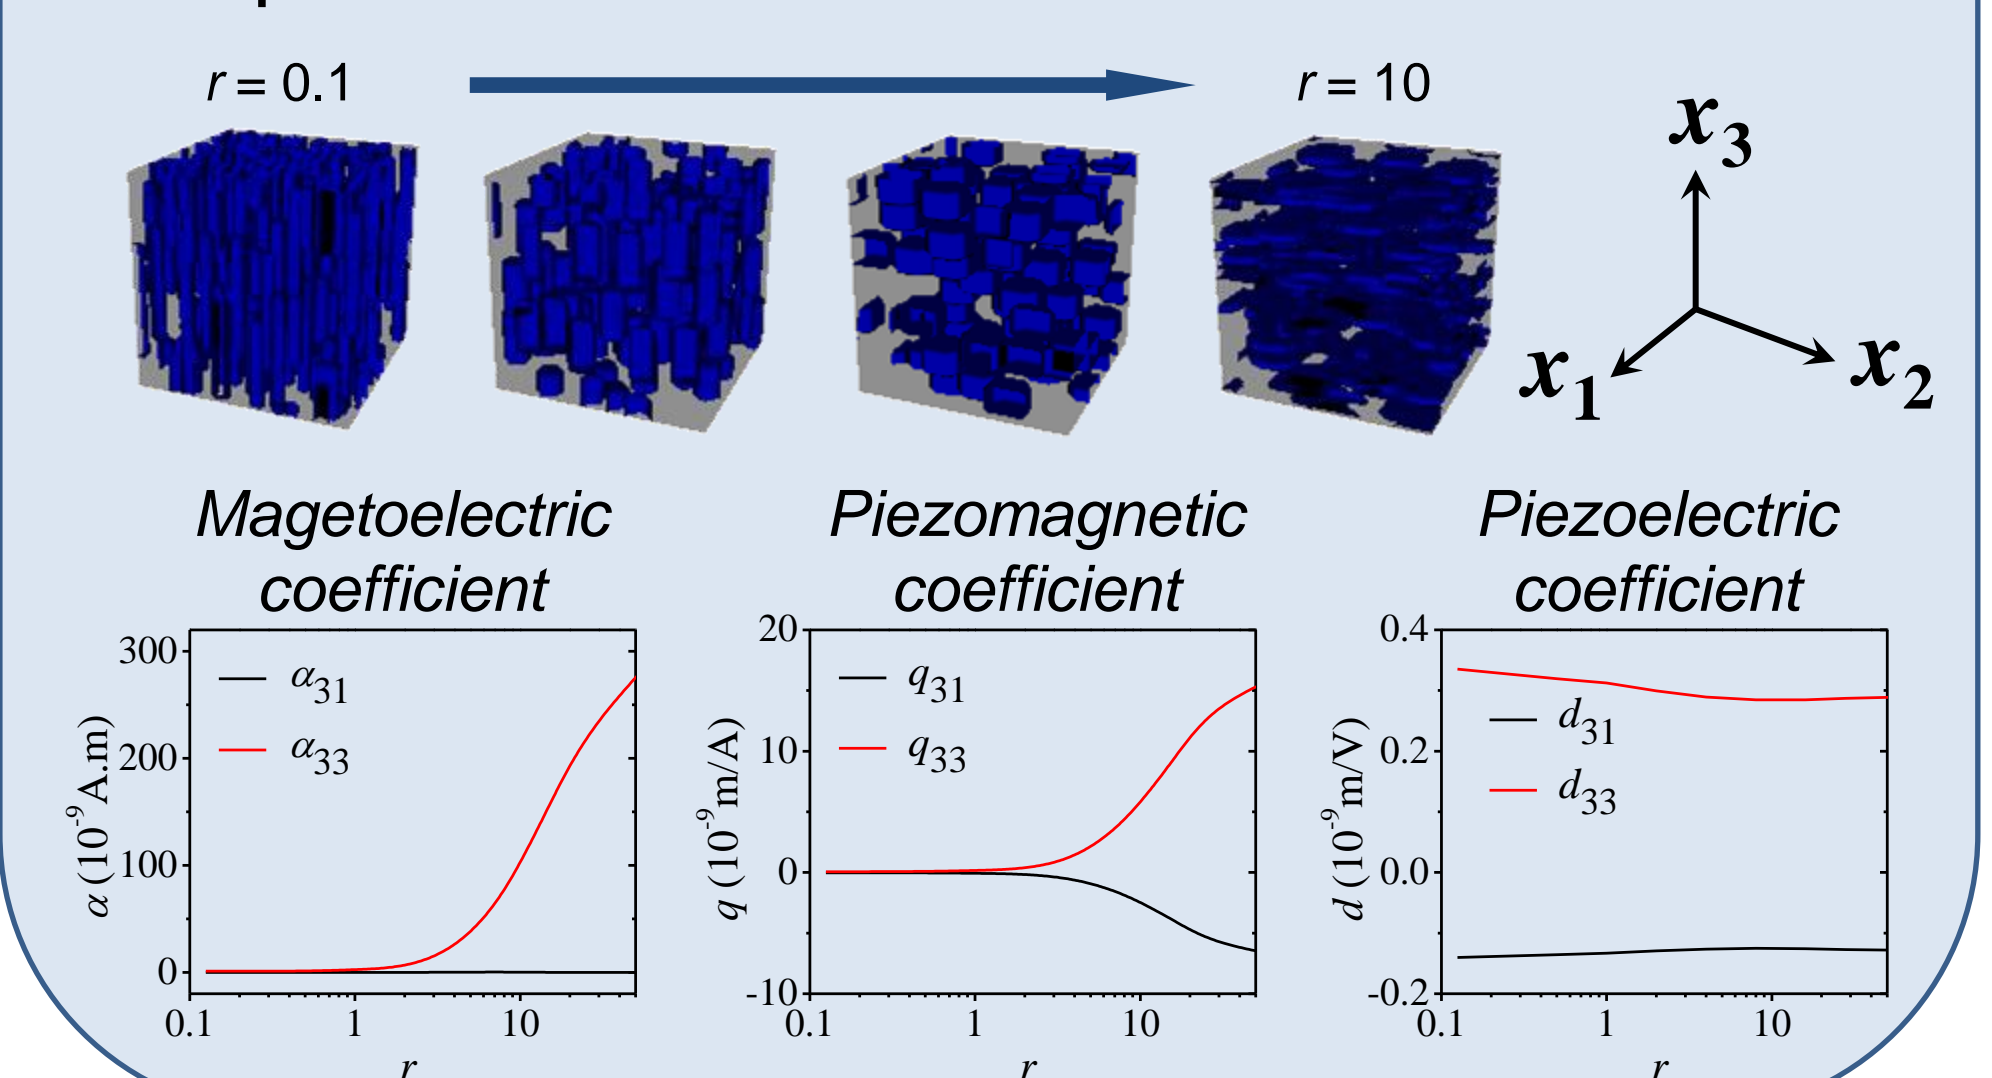 r = 0.1
r = 10
x3
x1
x2
Magetoelectric
coefficient
Piezomagnetic
coefficient
Piezoelectric
coefficient
α (10-9A.m)
300
200
100
0
α31
α33
0.1
1
10
r
q (10-9m/A)
20
10
0
-10
q31
q33
0.1
1
10
r
d (10-9m/V)
0.4
0.2
0.0
-0.2
d31
d33
0.1
1
10
r